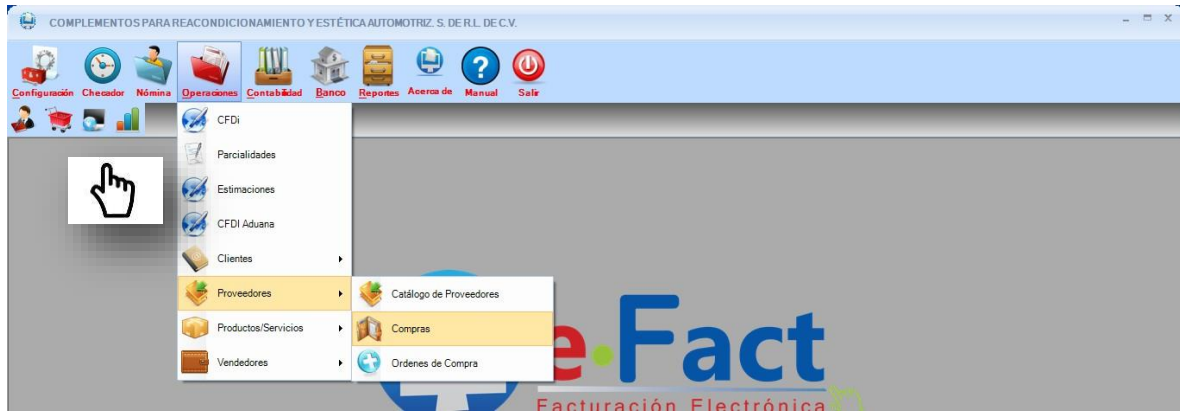 COMPLEMENTOS PARA REACONDICIONAMIENTO Y ESTÉTICA AUTOMOTRIZ. S. DE R.L. DE C.V.
Configuración Checador Nómina Operaciones Contabilidad Banco Reportes Acerca de Manual Salir
CFDi
Parcialidades
Estimaciones
CFDI Aduana
Clientes
Proveedores Catálogo de Proveedores
Productos/Servicios Compras
Vendedores Ordenes de Compra
e-Fact
Facturación Electrónica